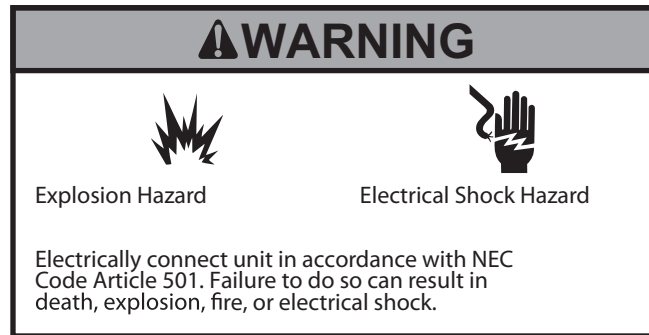 WARNING
Explosion Hazard
Electrical Shock Hazard
Electrically connect unit in accordance with NEC
Code Article 501. Failure to do so can result in
death, explosion, fire, or electrical shock.